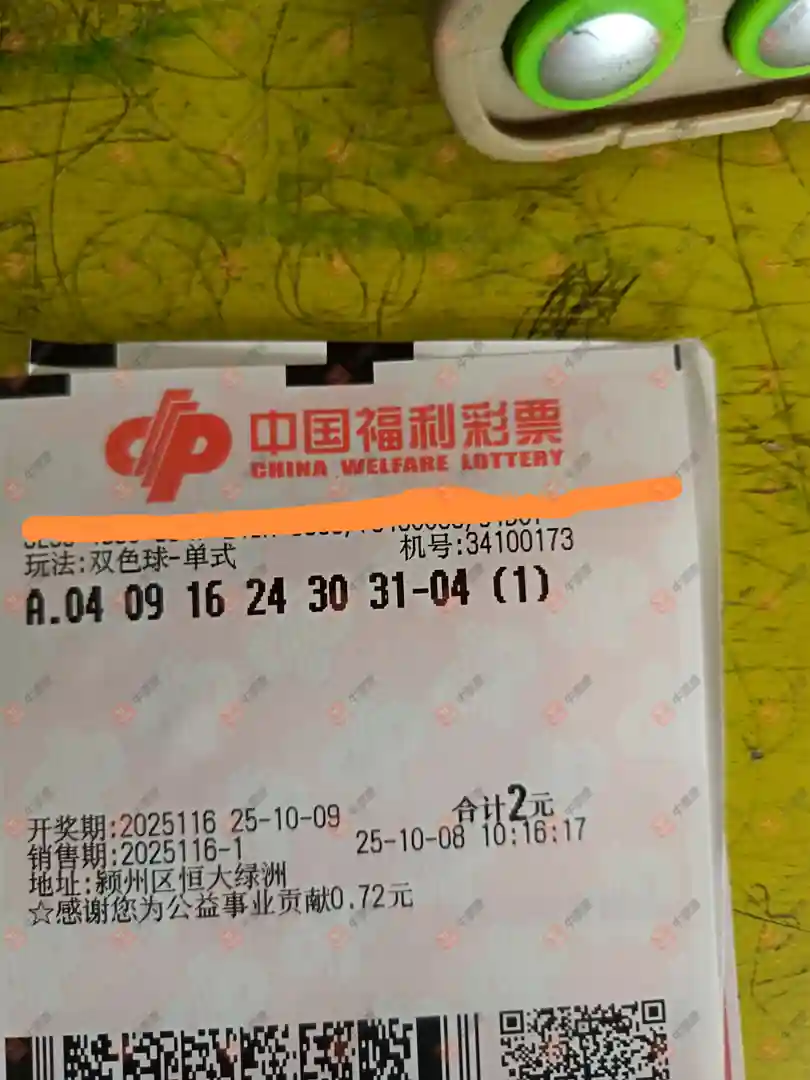 中国福利彩票
CHINA WELFARE LOTTERY
玩法:双色球-单式 机号:34100173
A.04 09 16 24 30 31-04 (1)
开奖期:2025116 25-10-09 合计2元
销售期:2025116-1 25-10-08 10:16:17
地址:颍州区恒大绿洲
☆感谢您为公益事业贡献0.72元